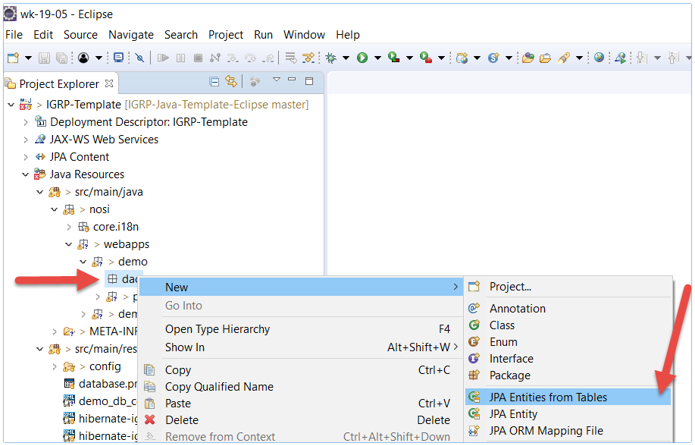 wk-19-05 - Eclipse
File Edit Source Navigate Search Project Run Window Help
Project Explorer
> IGRP-Template [IGRP-Java-Template-Eclipse master]
Deployment Descriptor: IGRP-Template
JAX-WS Web Services
JPA Content
Java Resources
> src/main/java
> nosi
> core.i18n
> webapps
> demo
New
Project...
Go Into
Annotation
> META-INF
Open Type Hierarchy F4
Class
> src/main/res
Show In Alt+Shift+W >
Enum
> config
Copy Ctrl+C
Interface
database.pr
Copy Qualified Name
Package
demo_db_c
Paste Ctrl+V
JPA Entities from Tables
hibernate-ig
Delete Delete
JPA Entity
hibernate-ig
Remove from Context Ctrl+Alt+Shift+Down
JPA ORM Mapping File